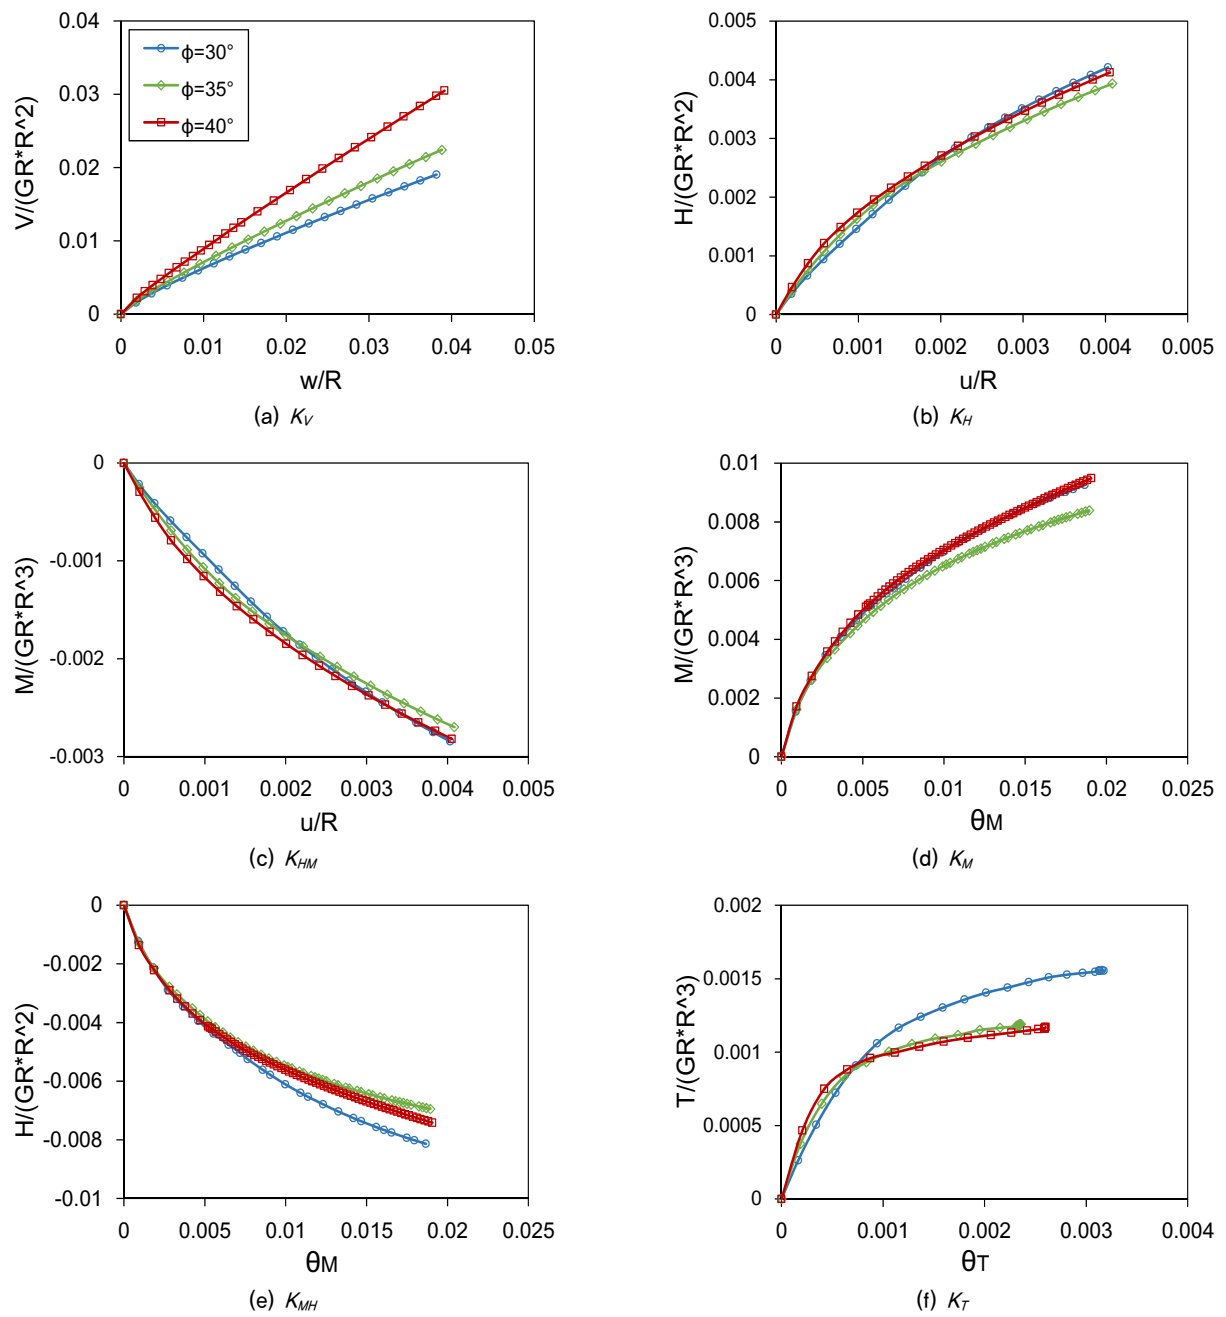 0.04
0.03
0.02
0.01
0
V/(GR*R^2)
ϕ=30°
ϕ=35°
ϕ=40°
0 0.01 0.02 0.03 0.04 0.05
w/R
(a) K_V
0.005
0.004
0.003
0.002
0.001
0
H/(GR*R^2)
0 0.001 0.002 0.003 0.004 0.005
u/R
(b) K_H
0
-0.001
-0.002
-0.003
M/(GR*R^3)
0 0.001 0.002 0.003 0.004 0.005
u/R
(c) K_HM
0.01
0.008
0.006
0.004
0.002
0
M/(GR*R^3)
0 0.005 0.01 0.015 0.02 0.025
θM
(d) K_M
0
-0.002
-0.004
-0.006
-0.008
-0.01
H/(GR*R^2)
0 0.005 0.01 0.015 0.02 0.025
θM
(e) K_MH
0.002
0.0015
0.001
0.0005
0
T/(GR*R^3)
0 0.001 0.002 0.003 0.004
θT
(f) K_T